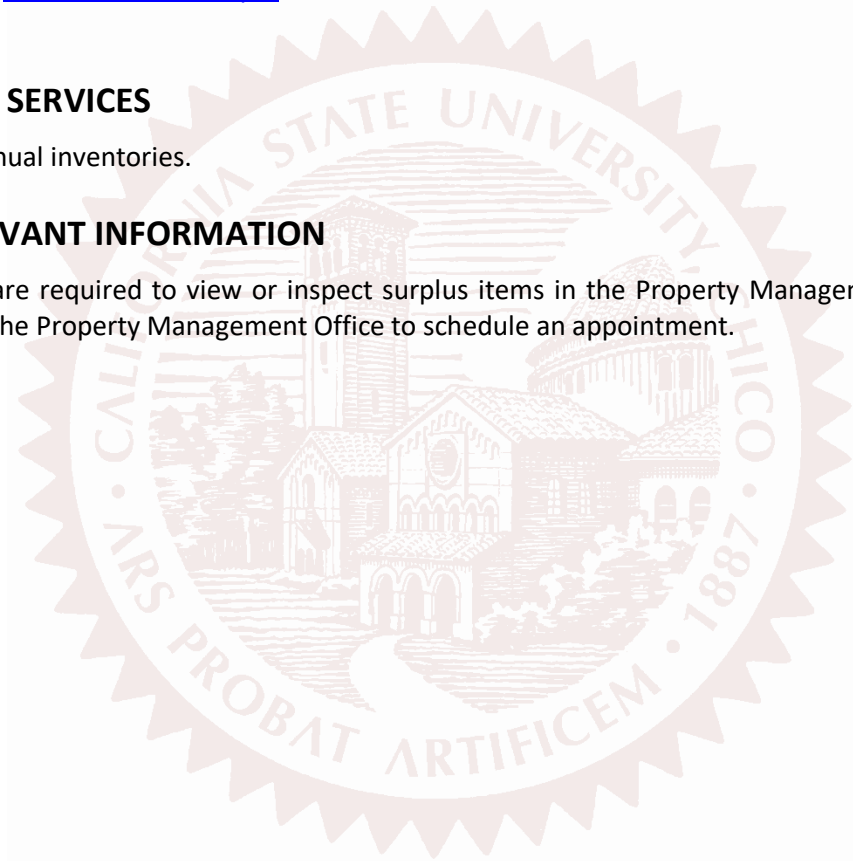 SERVICES
nual inventories.
VANT INFORMATION
are required to view or inspect surplus items in the Property Manager
he Property Management Office to schedule an appointment.
CALIFORNIA STATE UNIVERSITY, CHICO
ARS PROBAT ARTIFICEM • 1887